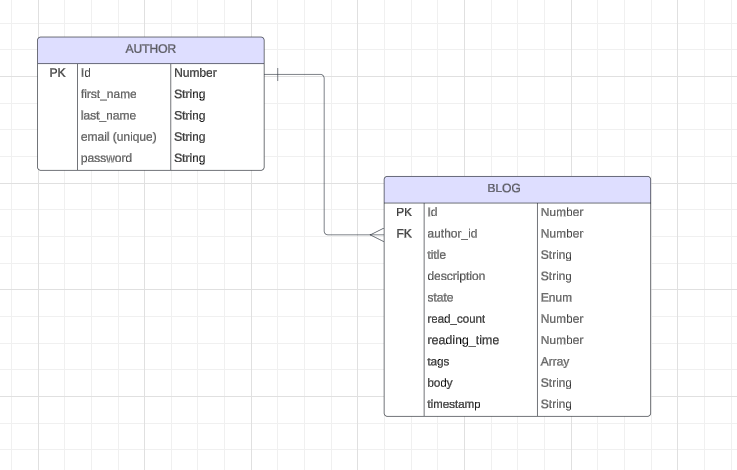 AUTHOR
PK Id Number
first_name String
last_name String
email (unique) String
password String
BLOG
PK Id Number
FK author_id Number
title String
description String
state Enum
read_count Number
reading_time Number
tags Array
body String
timestamp String